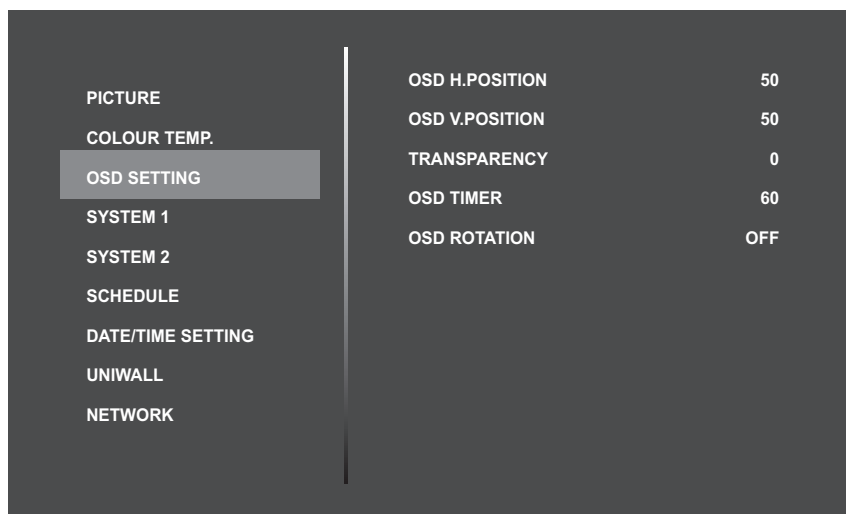 PICTURE
COLOUR TEMP.
OSD SETTING
SYSTEM 1
SYSTEM 2
SCHEDULE
DATE/TIME SETTING
UNIWALL
NETWORK
OSD H.POSITION 50
OSD V.POSITION 50
TRANSPARENCY 0
OSD TIMER 60
OSD ROTATION OFF